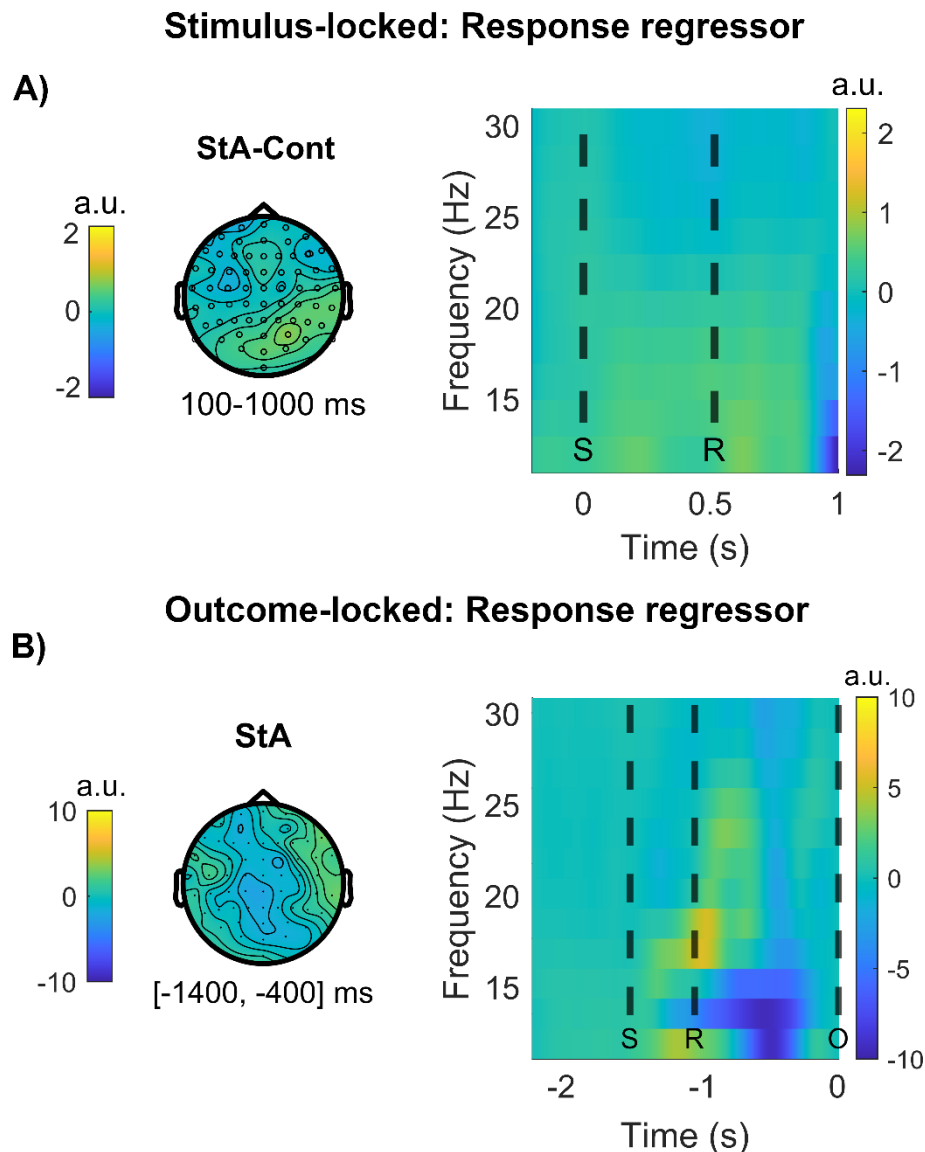 Stimulus-locked: Response regressor
A)
StA-Cont
a.u.
2
0
-2
100-1000 ms
Frequency (Hz)
30
25
20
15
S
R
0
0.5
1
Time (s)
a.u.
2
1
0
-1
-2
Outcome-locked: Response regressor
B)
StA
a.u.
10
0
-10
[-1400, -400] ms
Frequency (Hz)
30
25
20
15
S
R
O
-2
-1
0
Time (s)
a.u.
10
5
0
-5
-10